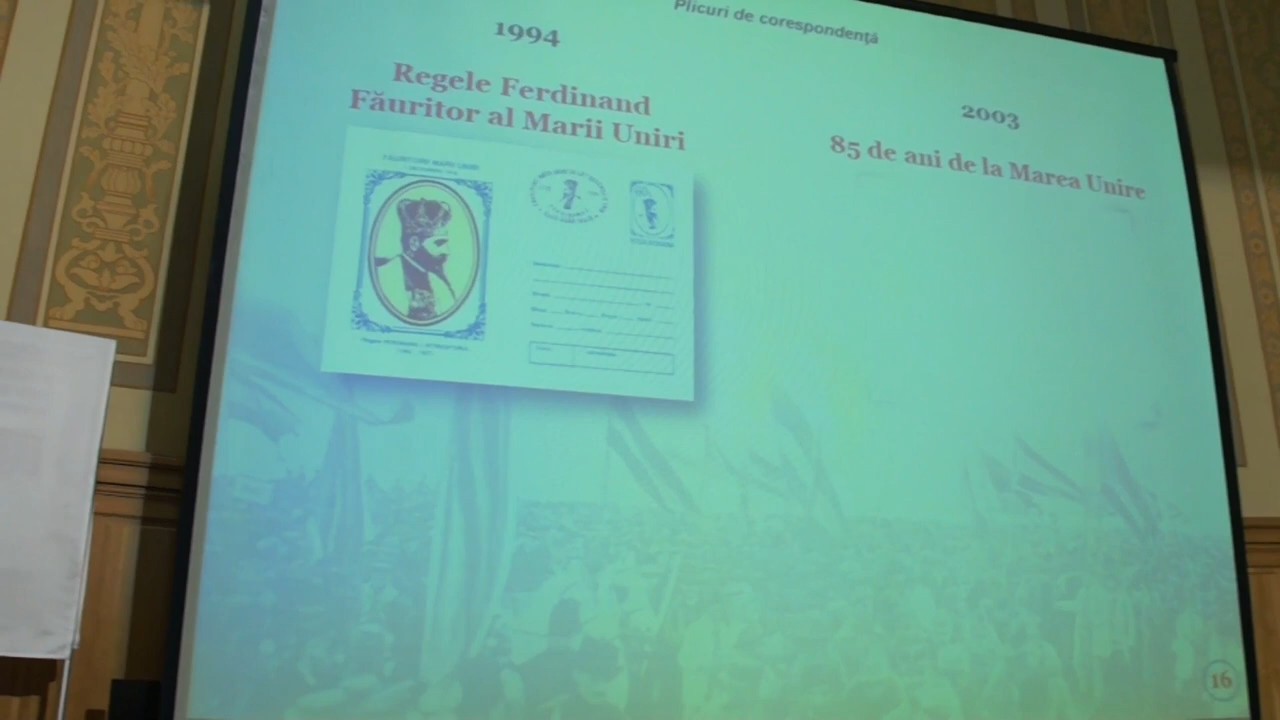 Plicuri de corespondență
1994
Regele Ferdinand
Făuritor al Marii Uniri
2003
85 de ani de la Marea Unire
16